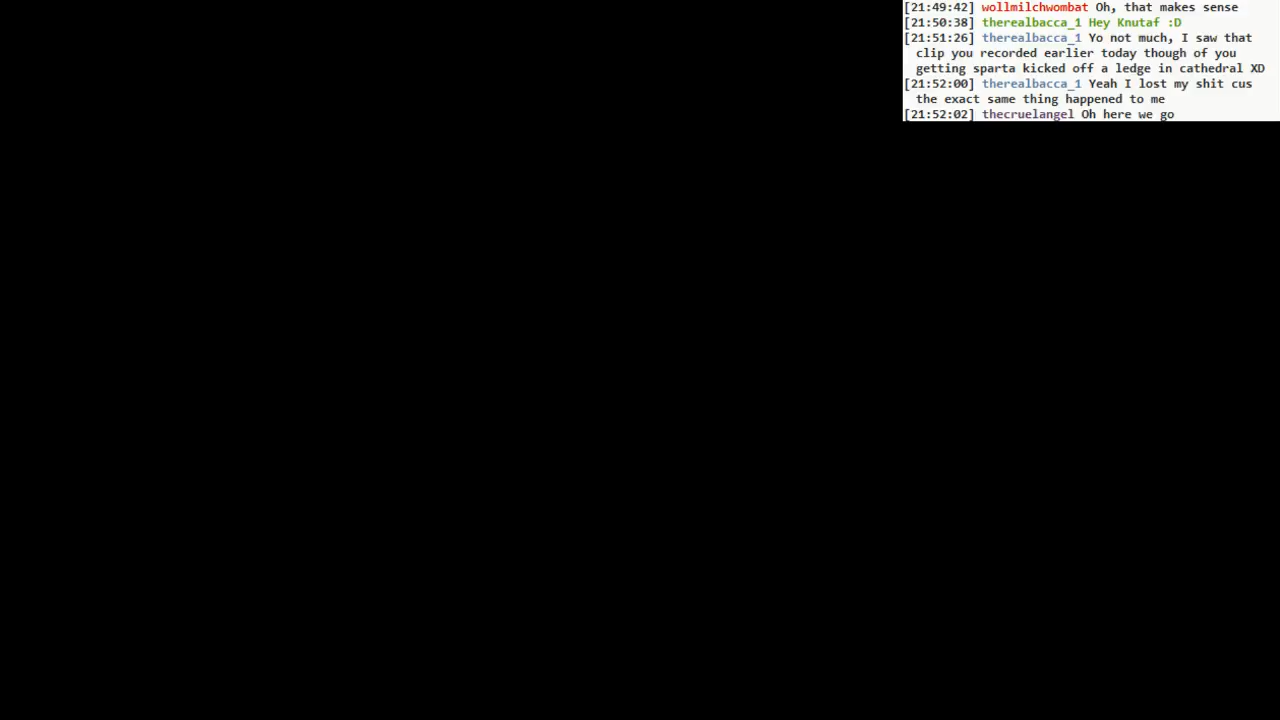 [21:49:42] wollmilchwombat Oh, that makes sense
[21:50:38] therealbacca_1 Hey Knutaf :D
[21:51:26] therealbacca_1 Yo not much, I saw that
clip you recorded earlier today though of you
getting sparta kicked off a ledge in cathedral XD
[21:52:00] therealbacca_1 Yeah I lost my shit cus
the exact same thing happened to me
[21:52:02] thecruelangel Oh here we go